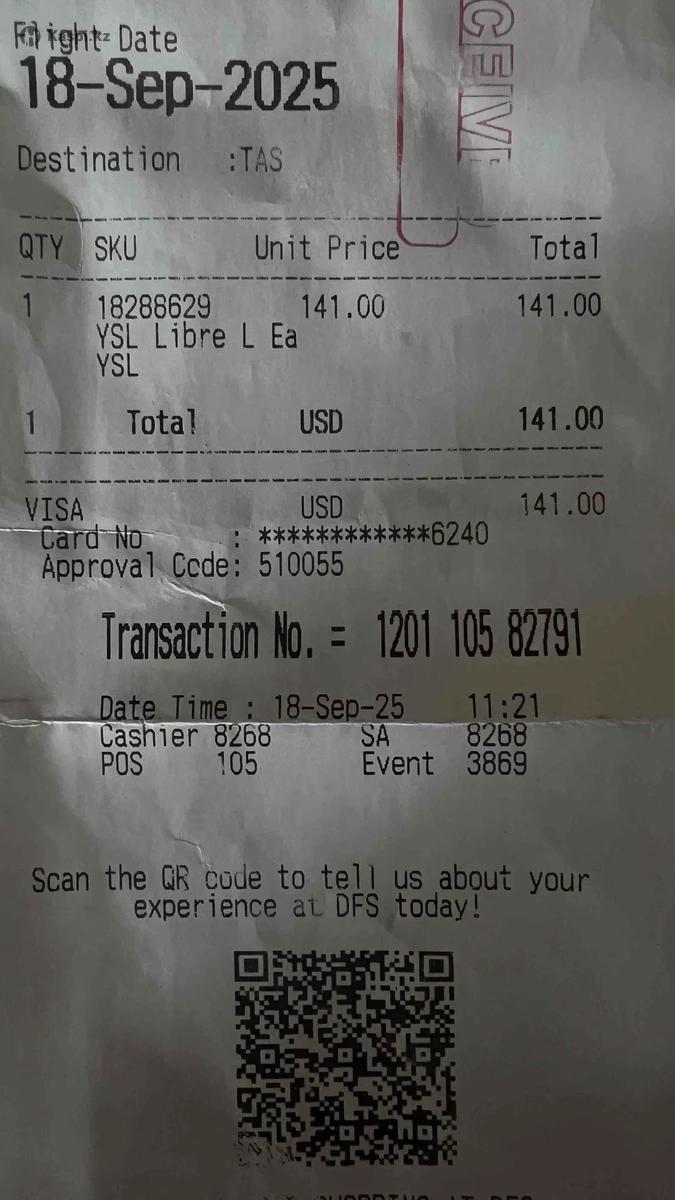 Flight Date
18-Sep-2025
Destination :TAS
QTY SKU Unit Price Total
1 18288629 141.00 141.00
YSL Libre L Ea
YSL
1 Total USD 141.00
VISA USD 141.00
Card No : ************6240
Approval Code: 510055
Transaction No. = 1201 105 82791
Date Time : 18-Sep-25 11:21
Cashier 8268 SA 8268
POS 105 Event 3869
Scan the QR code to tell us about your
experience at DFS today!